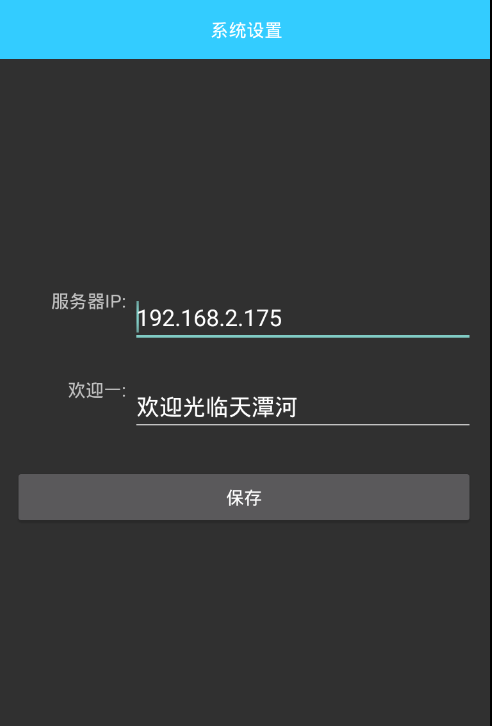 系统设置
服务器IP:
192.168.2.175
欢迎一:
欢迎光临天潭河
保存